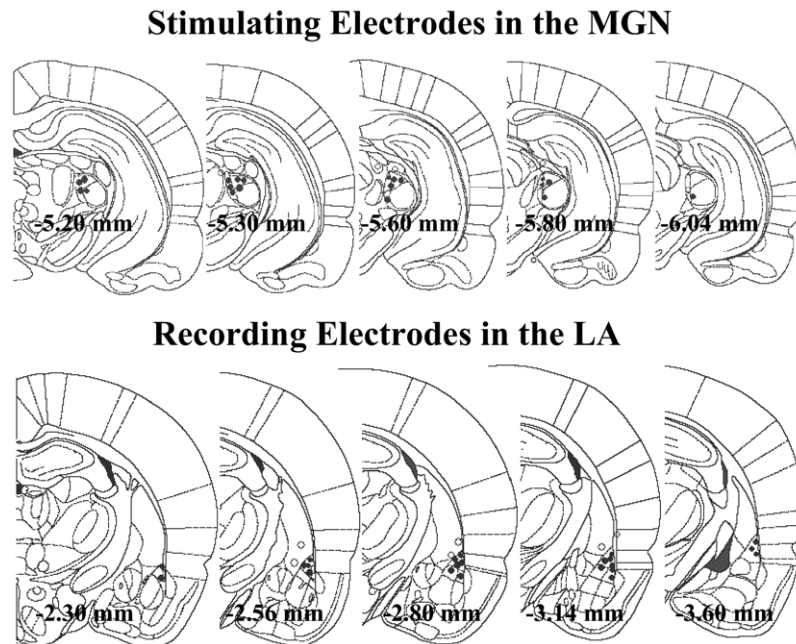 Stimulating Electrodes in the MGN
-5.20 mm -5.30 mm -5.60 mm -5.80 mm -6.04 mm
Recording Electrodes in the LA
-2.30 mm -2.56 mm -2.80 mm -3.14 mm -3.60 mm